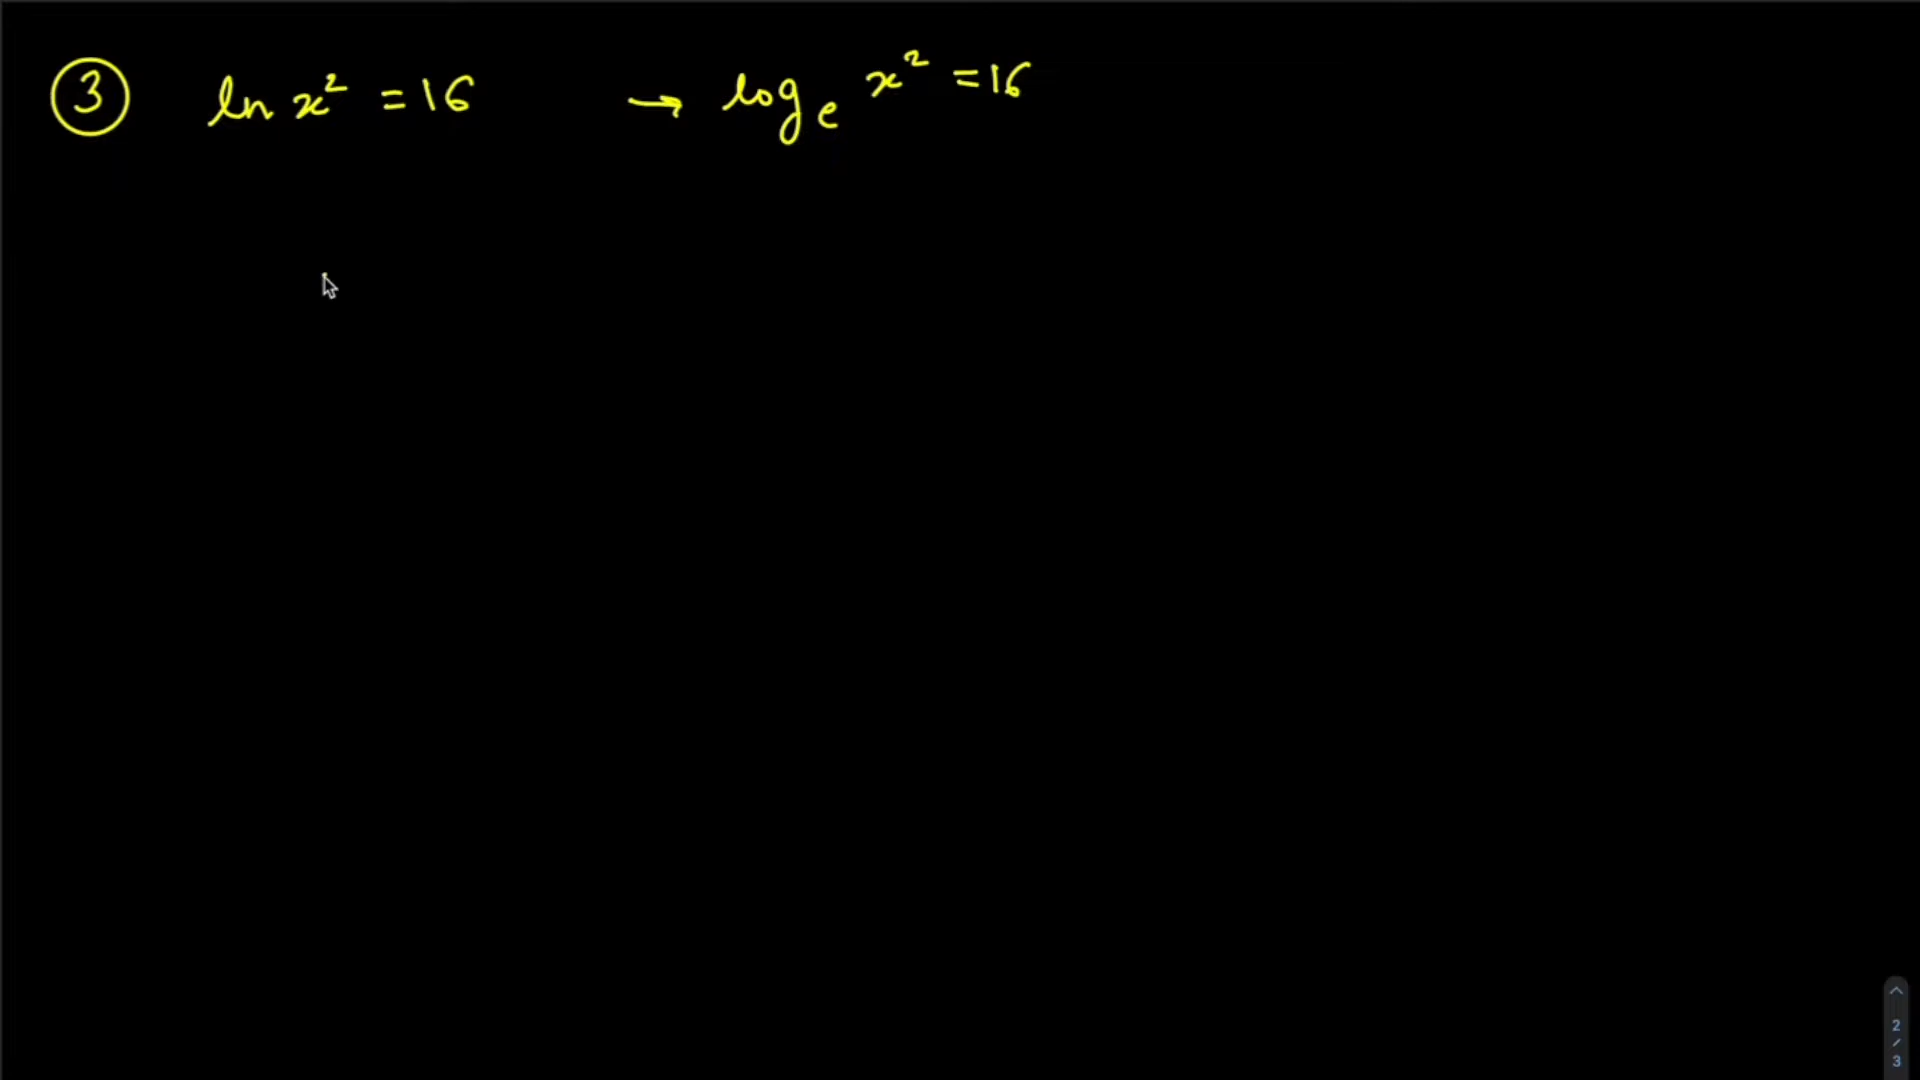 ③ ln x² = 16 → logₑ x² = 16
2
/
3